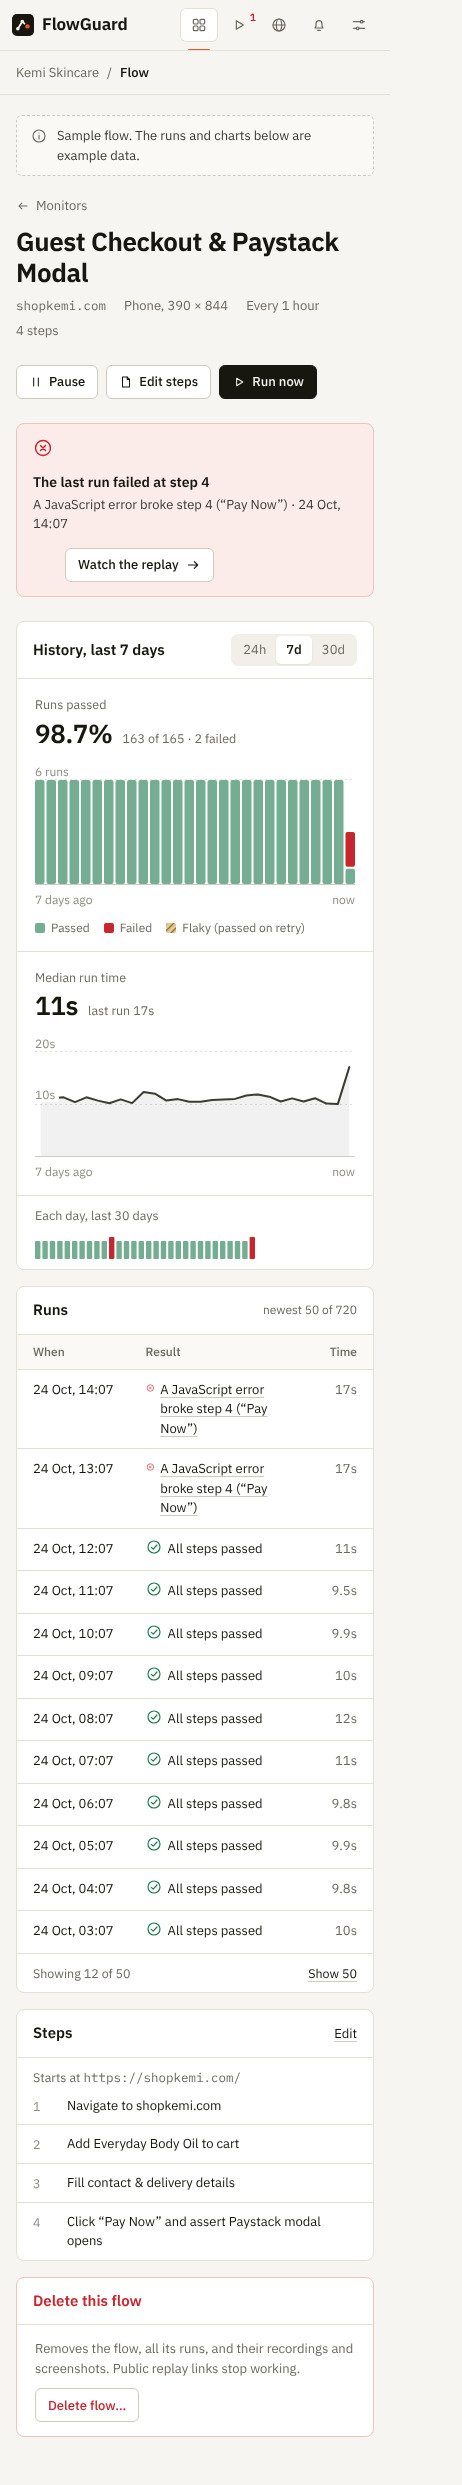 FlowGuard
1
Kemi Skincare / Flow
Sample flow. The runs and charts below are
example data.
← Monitors
Guest Checkout & Paystack
Modal
shopkemi.com Phone, 390 × 844 Every 1 hour
4 steps
Pause Edit steps Run now
The last run failed at step 4
A JavaScript error broke step 4 (“Pay Now”) · 24 Oct,
14:07
Watch the replay →
History, last 7 days 24h 7d 30d
Runs passed
98.7% 163 of 165 · 2 failed
6 runs
7 days ago now
Passed Failed Flaky (passed on retry)
Median run time
11s last run 17s
20s
10s
7 days ago now
Each day, last 30 days
Runs newest 50 of 720
When Result Time
24 Oct, 14:07 A JavaScript error 17s
broke step 4 (“Pay
Now”)
24 Oct, 13:07 A JavaScript error 17s
broke step 4 (“Pay
Now”)
24 Oct, 12:07 All steps passed 11s
24 Oct, 11:07 All steps passed 9.5s
24 Oct, 10:07 All steps passed 9.9s
24 Oct, 09:07 All steps passed 10s
24 Oct, 08:07 All steps passed 12s
24 Oct, 07:07 All steps passed 11s
24 Oct, 06:07 All steps passed 9.8s
24 Oct, 05:07 All steps passed 9.9s
24 Oct, 04:07 All steps passed 9.8s
24 Oct, 03:07 All steps passed 10s
Showing 12 of 50 Show 50
Steps Edit
Starts at https://shopkemi.com/
1 Navigate to shopkemi.com
2 Add Everyday Body Oil to cart
3 Fill contact & delivery details
4 Click “Pay Now” and assert Paystack modal
opens
Delete this flow
Removes the flow, all its runs, and their recordings and
screenshots. Public replay links stop working.
Delete flow...